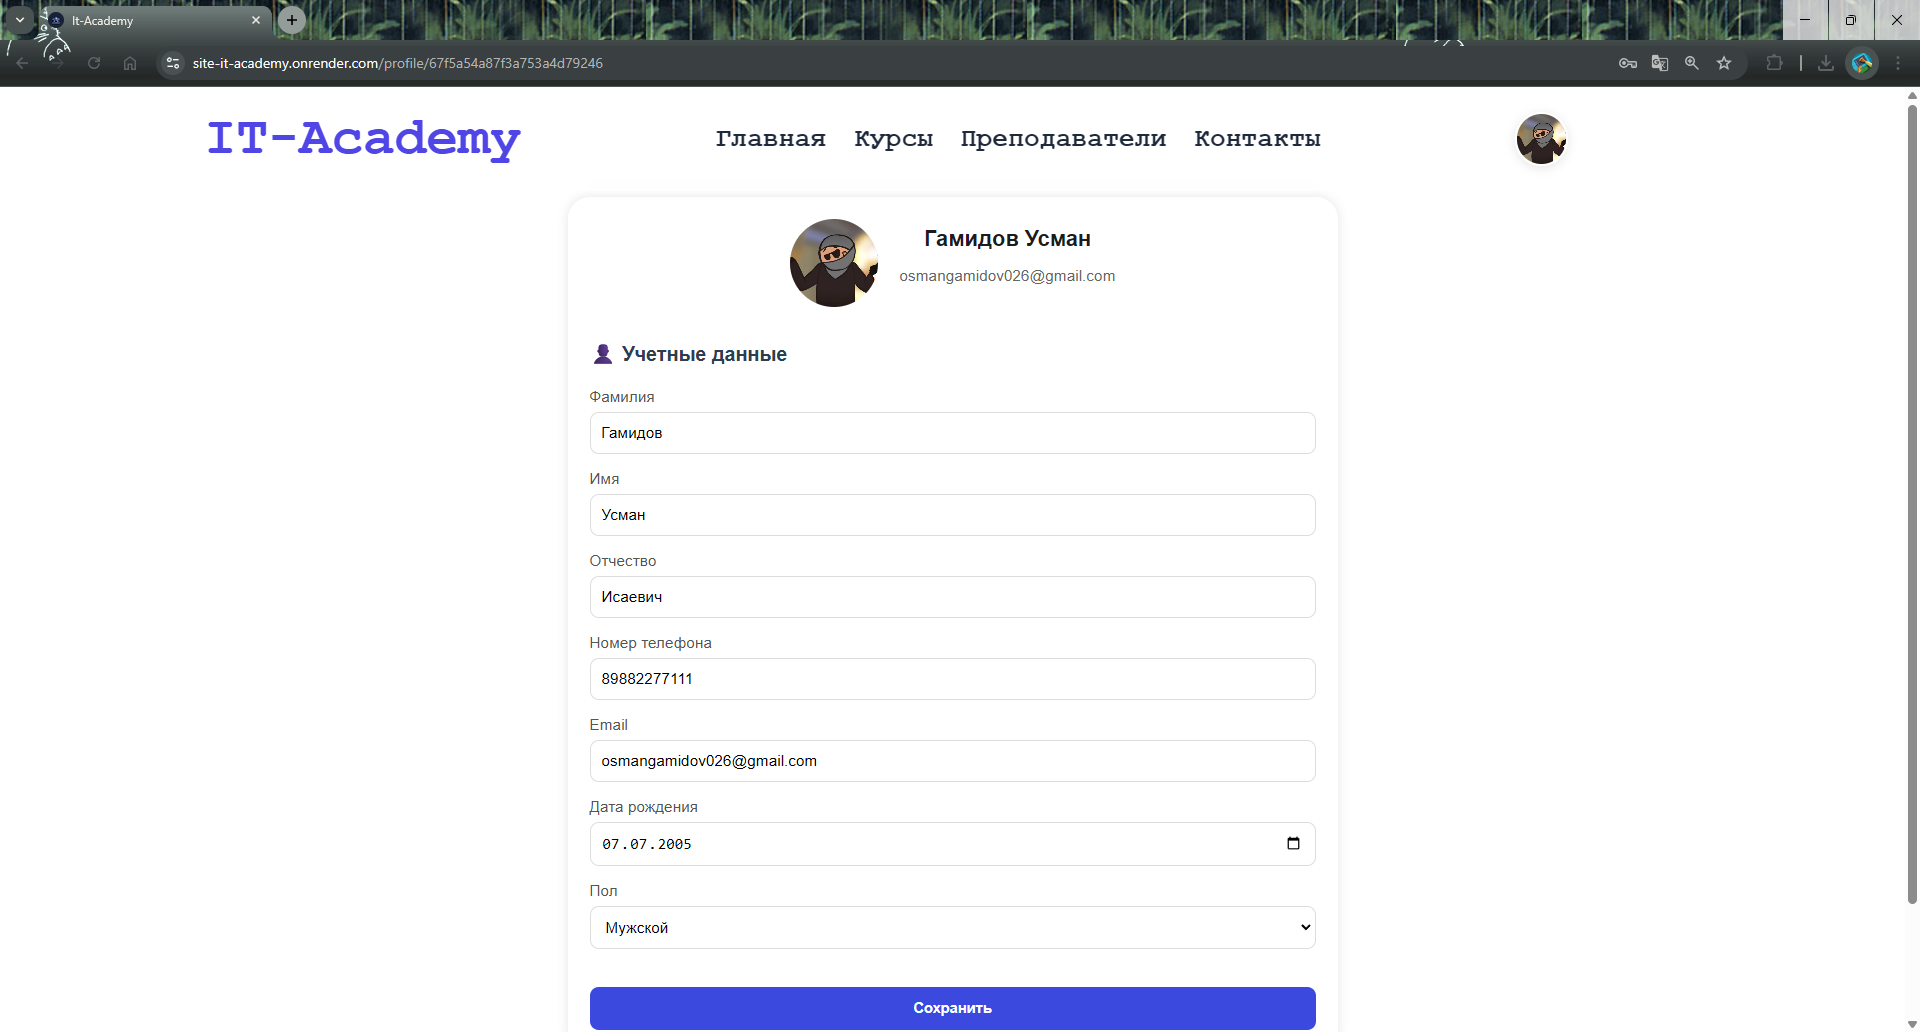 It-Academy
site-it-academy.onrender.com/profile/67f5a54a87f3a753a4d79246
IT-Academy
Главная Курсы Преподаватели Контакты
Гамидов Усман
osmangamidov026@gmail.com
Учетные данные
Фамилия
Гамидов
Имя
Усман
Отчество
Исаевич
Номер телефона
89882277111
Email
osmangamidov026@gmail.com
Дата рождения
07.07.2005
Пол
Мужской
Сохранить